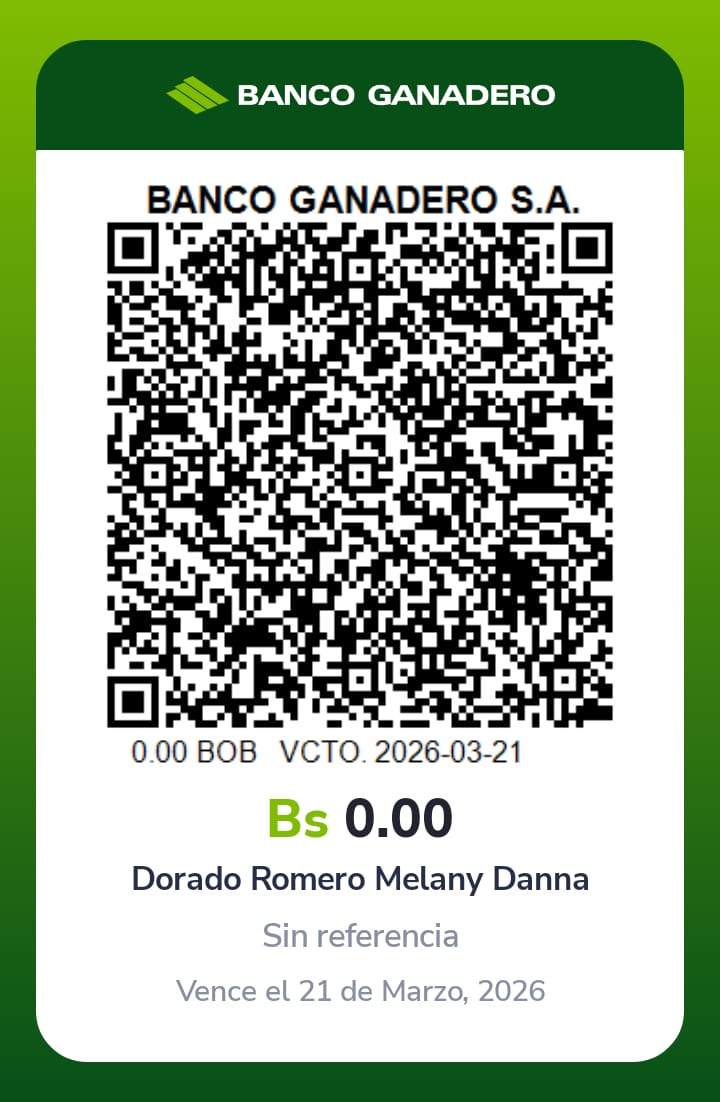 BANCO GANADERO
BANCO GANADERO S.A.
0.00 BOB VCTO. 2026-03-21
Bs 0.00
Dorado Romero Melany Danna
Sin referencia
Vence el 21 de Marzo, 2026